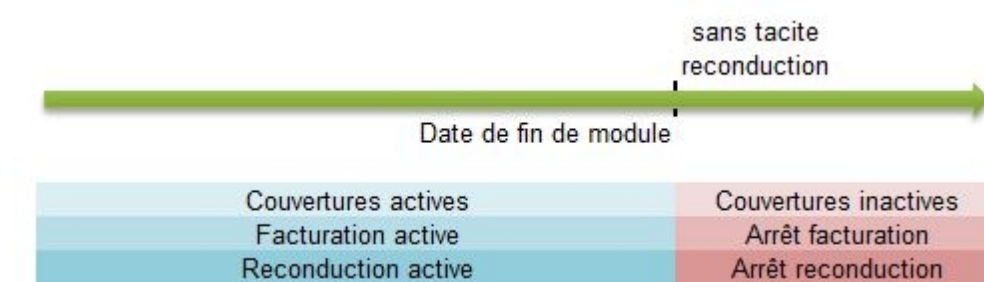 sans tacite
reconduction
Date de fin de module
Couvertures actives
Couvertures inactives
Facturation active
Arrêt facturation
Reconduction active
Arrêt reconduction